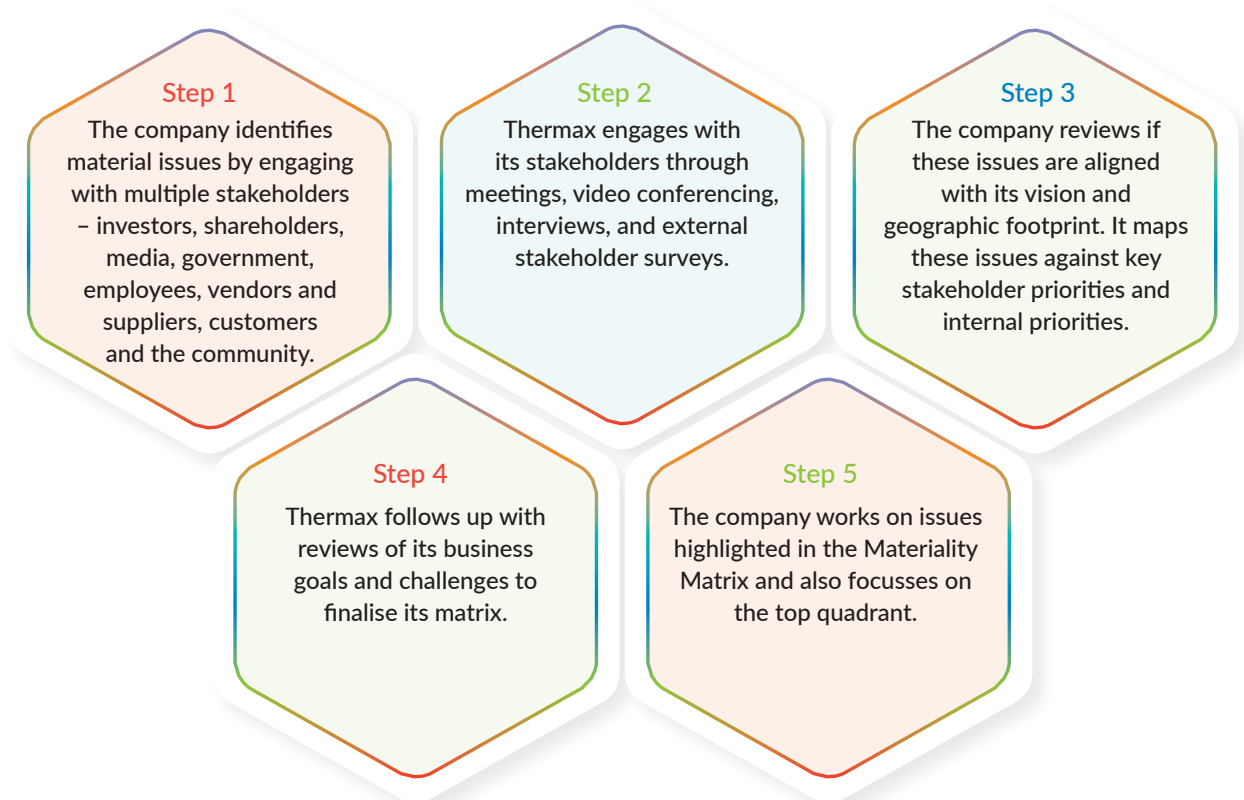 Step 1
The company identifies
material issues by engaging
with multiple stakeholders
– investors, shareholders,
media, government,
employees, vendors and
suppliers, customers
and the community.
Step 2
Thermax engages with
its stakeholders through
meetings, video conferencing,
interviews, and external
stakeholder surveys.
Step 3
The company reviews if
these issues are aligned
with its vision and
geographic footprint. It maps
these issues against key
stakeholder priorities and
internal priorities.
Step 4
Thermax follows up with
reviews of its business
goals and challenges to
finalise its matrix.
Step 5
The company works on issues
highlighted in the Materiality
Matrix and also focusses on
the top quadrant.